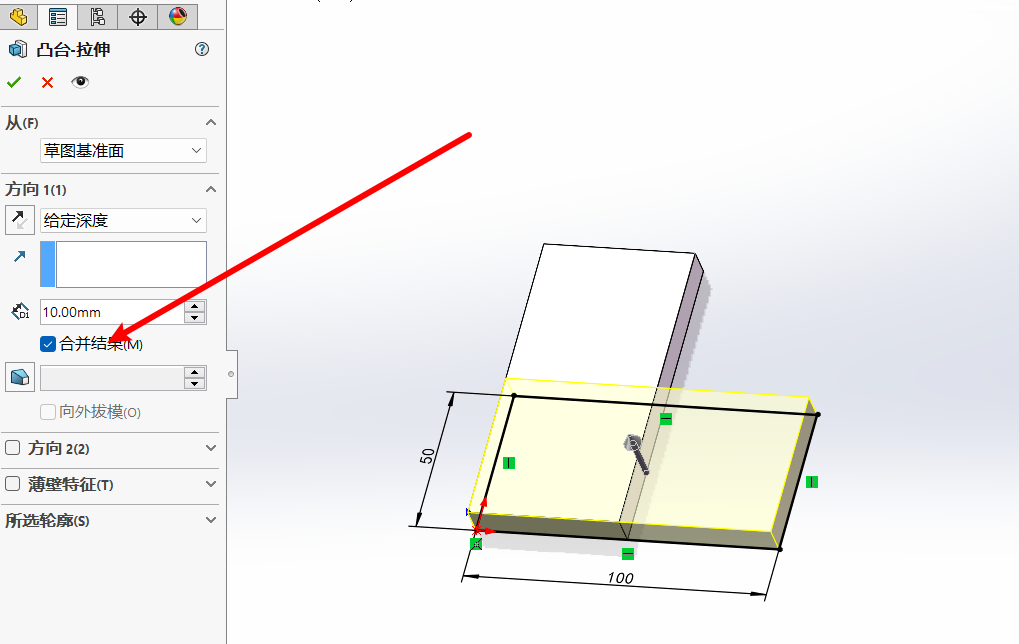 凸台-拉伸
从(F)
草图基准面
方向 1(1)
给定深度
D1
10.00mm
合并结果(M)
向外拔模(O)
方向 2(2)
薄壁特征(T)
所选轮廓(S)
50
100